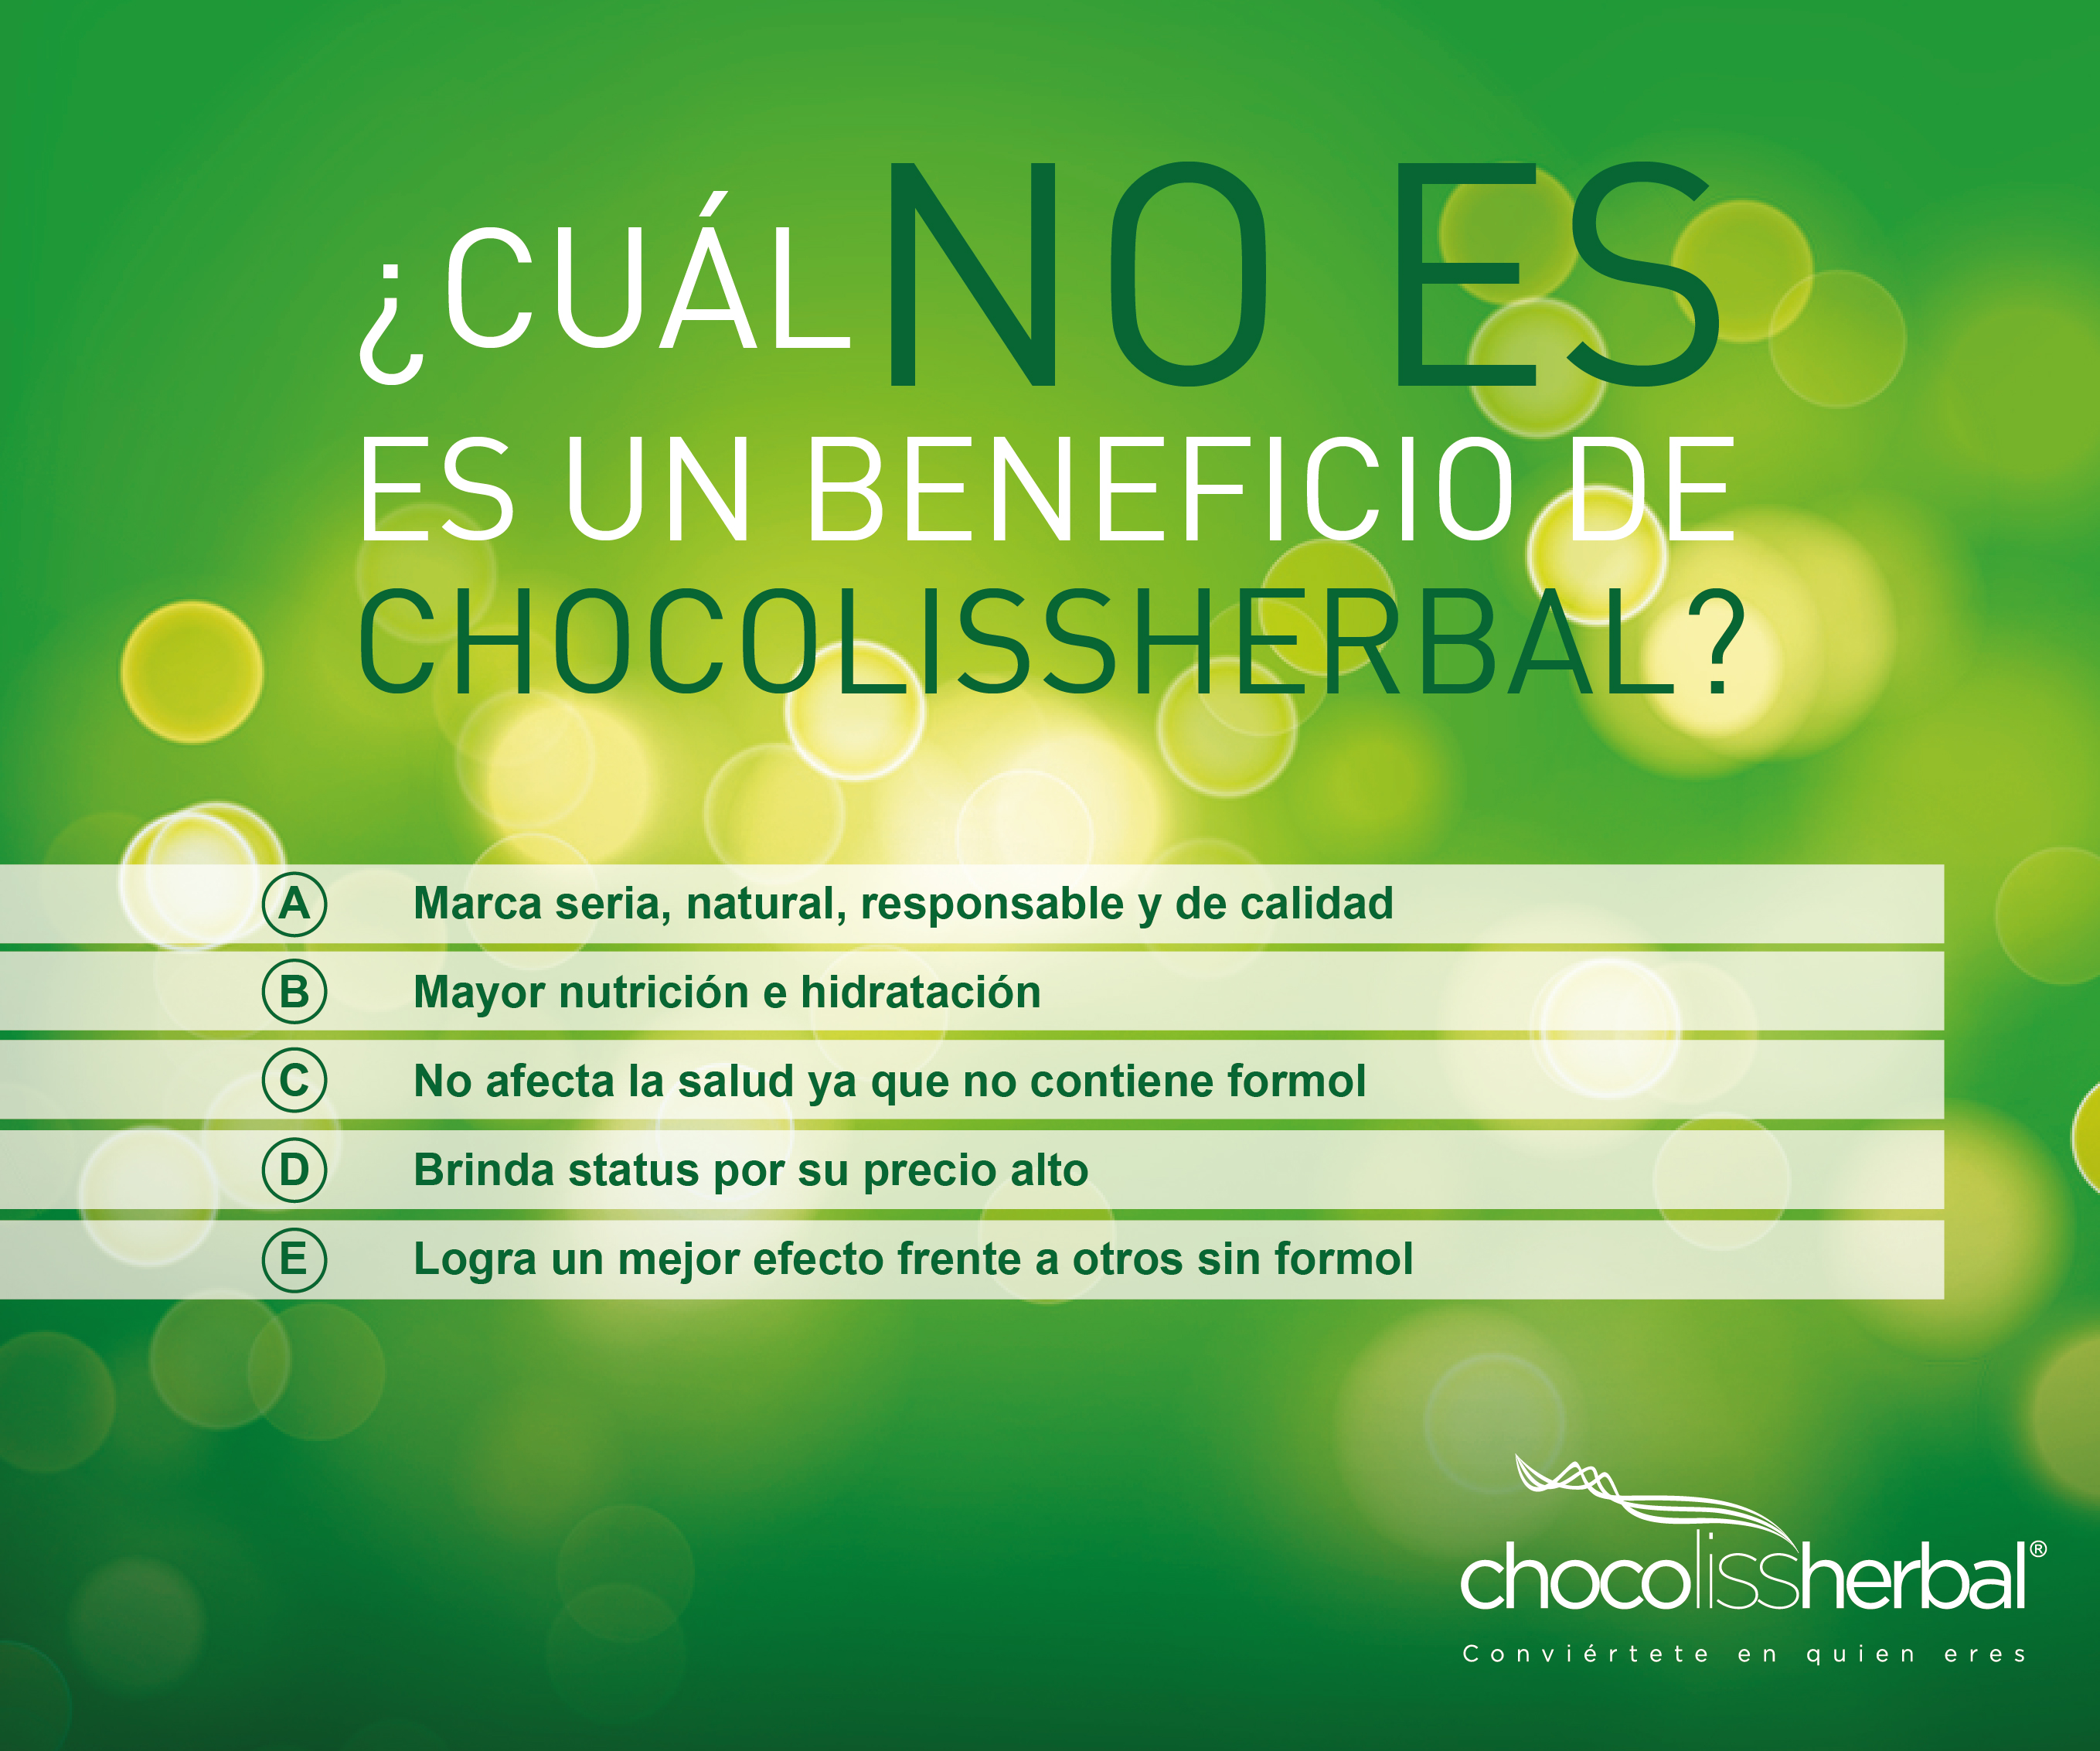 ¿CUÁL NO ES
ES UN BENEFICIO DE
CHOCOLISSHERBAL?
A Marca seria, natural, responsable y de calidad
B Mayor nutrición e hidratación
C No afecta la salud ya que no contiene formol
D Brinda status por su precio alto
E Logra un mejor efecto frente a otros sin formol
chocolissherbal®
Conviértete en quien eres